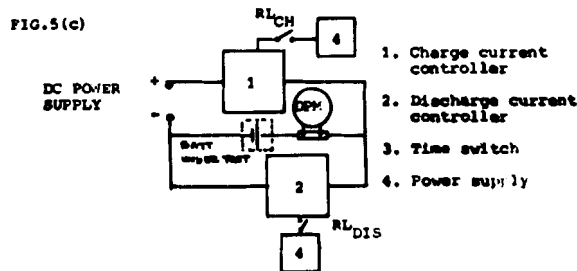 FIG.5(c)
RL CH
4
1. Charge current controller
DC POWER SUPPLY
+
-
1
2. Discharge current controller
DPM
BATT UNDER TEST
3. Time switch
2
4. Power supply
RL DIS
4